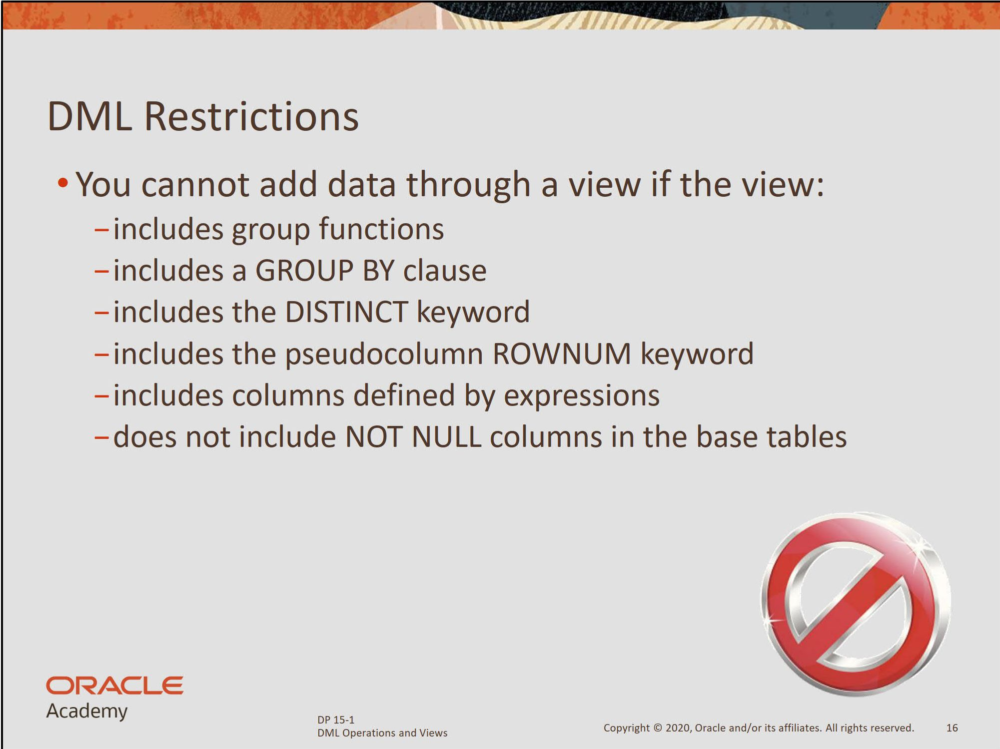 DML Restrictions
• You cannot add data through a view if the view:
– includes group functions
– includes a GROUP BY clause
– includes the DISTINCT keyword
– includes the pseudocolumn ROWNUM keyword
– includes columns defined by expressions
– does not include NOT NULL columns in the base tables
ORACLE
Academy
DP 15-1
DML Operations and Views
Copyright © 2020, Oracle and/or its affiliates. All rights reserved.
16